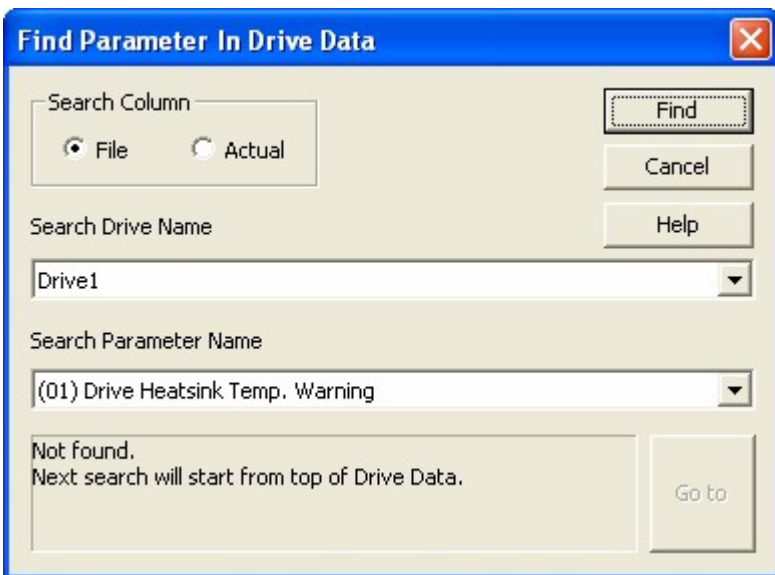 Find Parameter In Drive Data
Search Column
File Actual
Find
Cancel
Search Drive Name
Help
Drive1
Search Parameter Name
(01) Drive Heatsink Temp. Warning
Not found.
Next search will start from top of Drive Data.
Go to